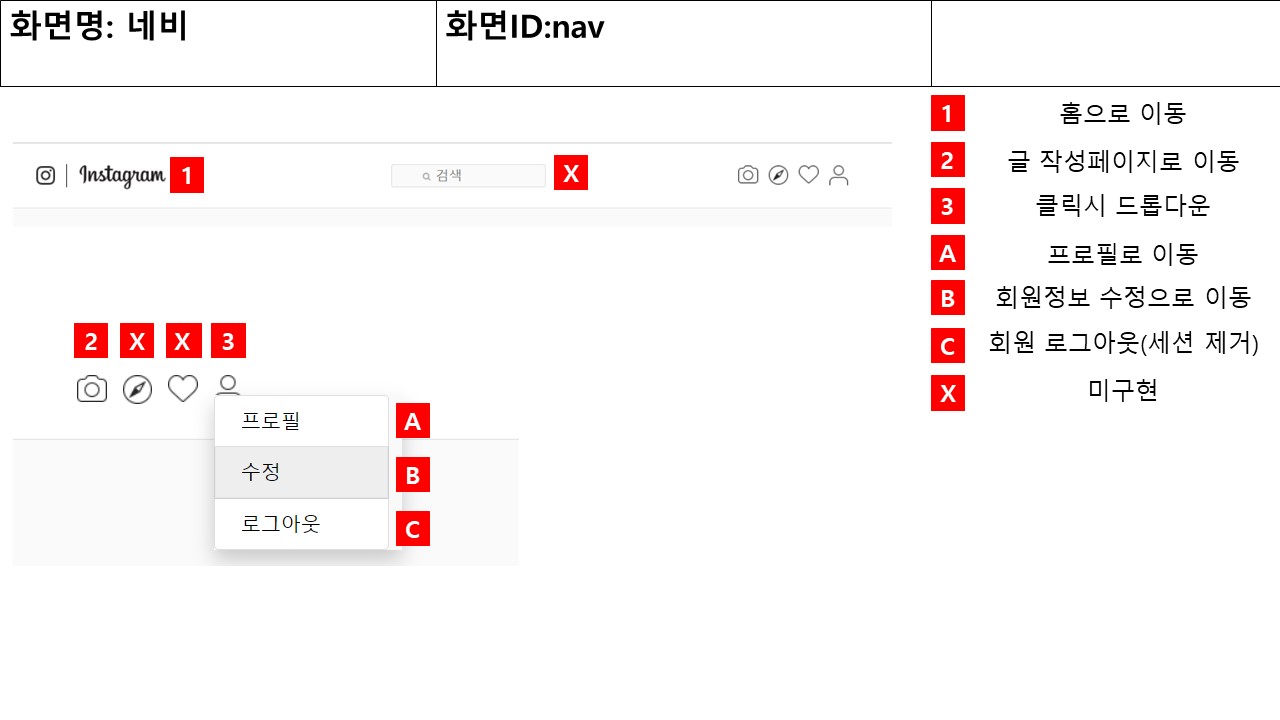 화면명: 네비
화면ID:nav
Instagram 1
검색 X
2 X X 3
프로필 A
수정 B
로그아웃 C
1 홈으로 이동
2 글 작성페이지로 이동
3 클릭시 드롭다운
A 프로필로 이동
B 회원정보 수정으로 이동
C 회원 로그아웃(세션 제거)
X 미구현